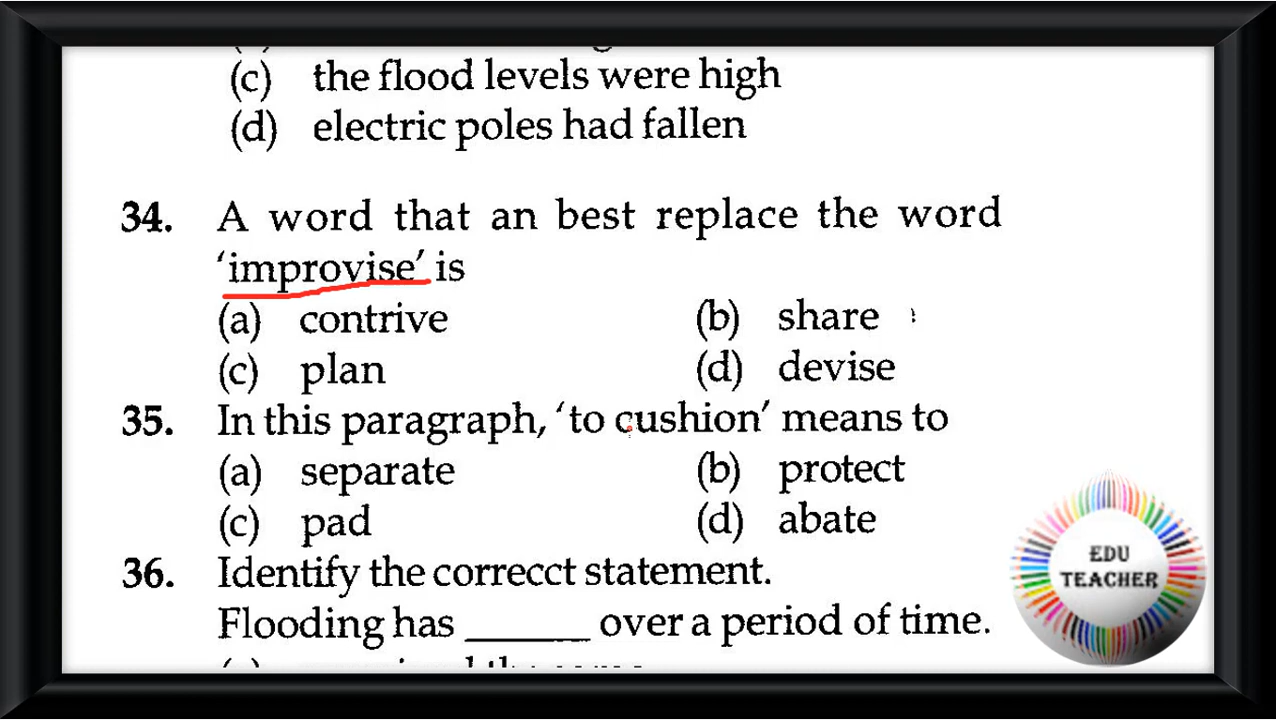 (c) the flood levels were high
(d) electric poles had fallen
34. A word that an best replace the word
'improvise' is
(a) contrive (b) share
(c) plan (d) devise
35. In this paragraph, 'to cushion' means to
(a) separate (b) protect
(c) pad (d) abate
36. Identify the correcct statement.
Flooding has ______ over a period of time.
EDU
TEACHER